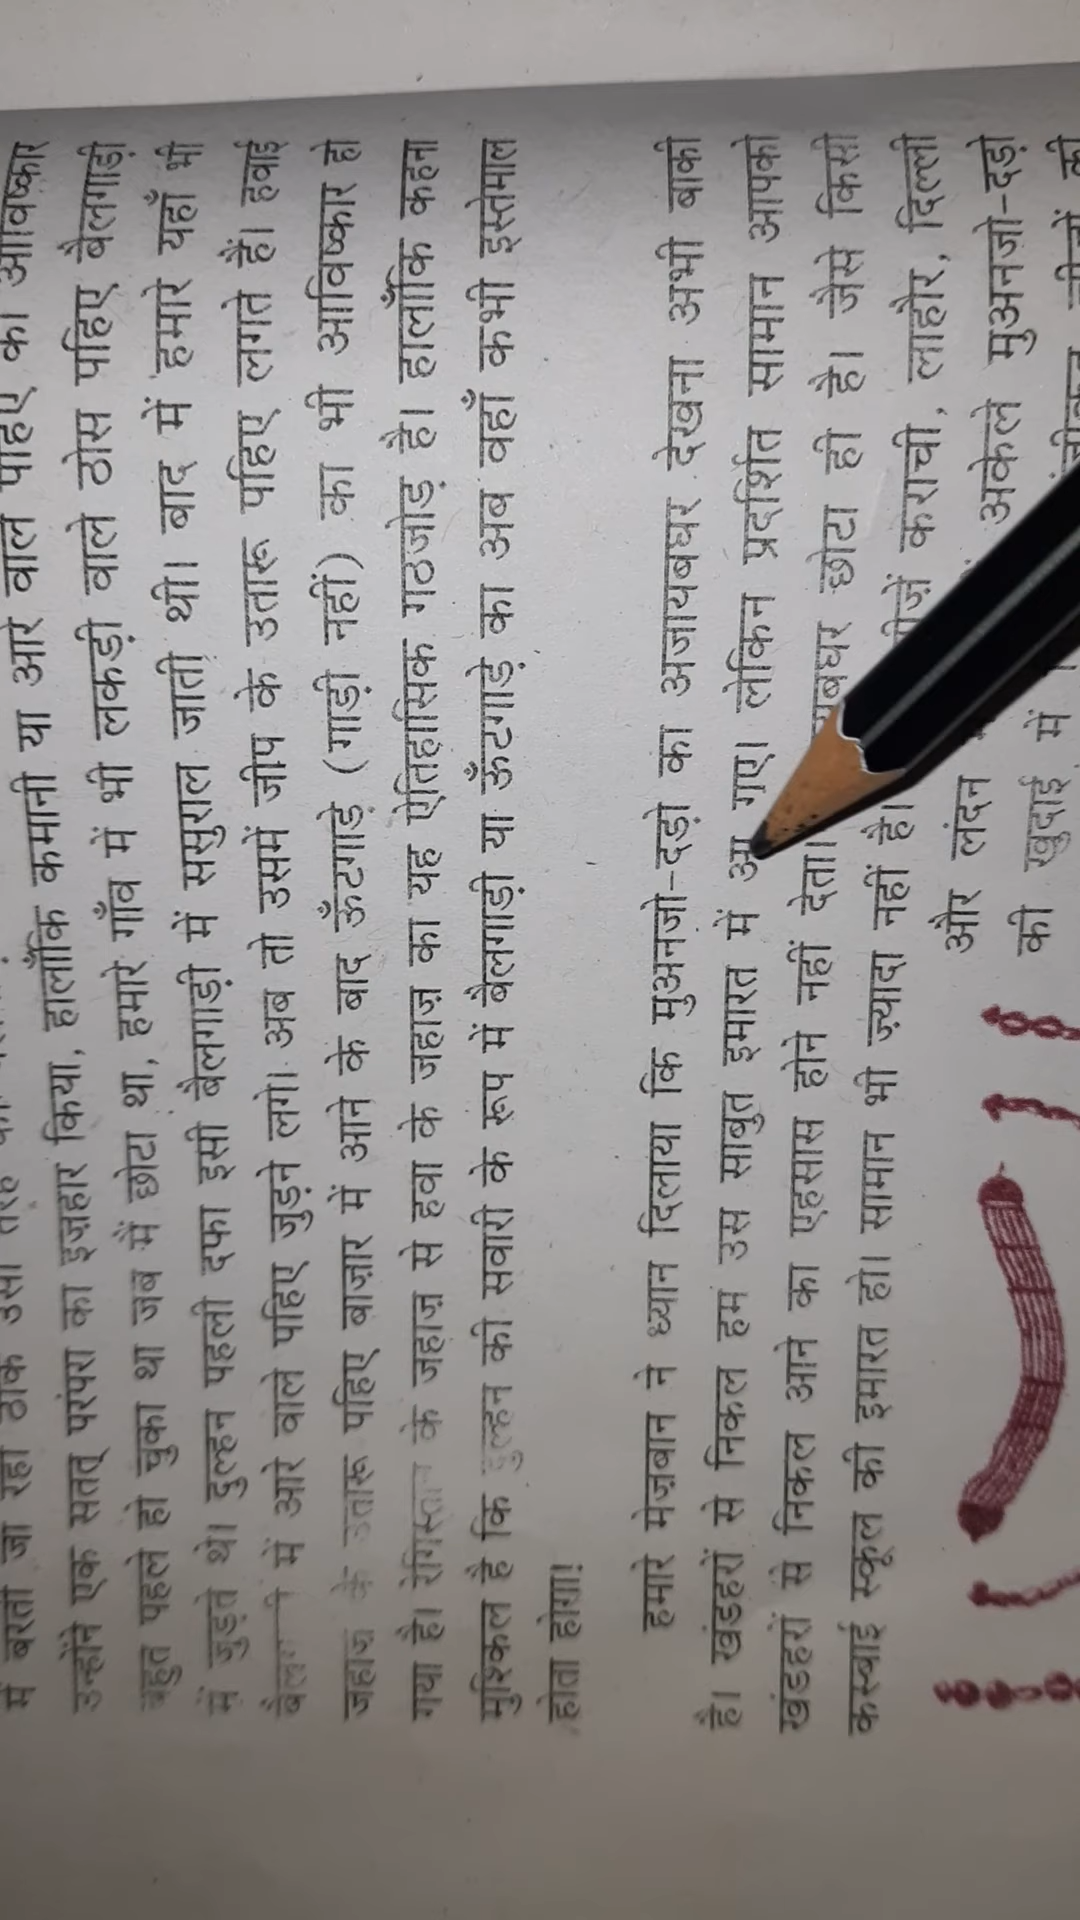 में बरता जा रहा ठीक उसी तरह वाले पहिए का आविष्कार
उन्होंने एक सतत् परंपरा का इज़हार किया, हालाँकि कमानी या आरे वाले पहिए का आविष्कार
बहुत पहले हो चुका था जब मैं छोटा था, हमारे गाँव में भी लकड़ी वाले ठोस पहिए बैलगाड़ी
में जुड़ते थे। दुल्हन पहली दफा इसी बैलगाड़ी में ससुराल जाती थी। बाद में हमारे यहाँ भी
बैलगाड़ी में आरे वाले पहिए जुड़ने लगे। अब तो उसमें जीप के उतारू पहिए लगते हैं। हवाई
जहाज़ के उतारू पहिए बाज़ार में आने के बाद ऊँटगाड़े (गाड़ी नहीं) का भी आविष्कार हो
गया है। रेगिस्तान के जहाज़ से हवा के जहाज़ का यह ऐतिहासिक गठजोड़ है। हालाँकि कहना
मुश्किल है कि दुल्हन की सवारी के रूप में बैलगाड़ी या ऊँटगाड़े का अब वहाँ कभी इस्तेमाल
होता होगा!
हमारे मेज़बान ने ध्यान दिलाया कि मुअनजो-दड़ो का अजायबघर देखना अभी बाकी
है। खंडहरों से निकल हम उस साबुत इमारत में आ गए। लेकिन प्रदर्शित सामान आपको
खंडहरों से निकल आने का एहसास होने नहीं देता। छोटा ही है। जैसे किसी
कस्बाई स्कूल की इमारत हो। सामान भी ज़्यादा नहीं है। कराची, लाहौर, दिल्ली
और लंदन अकेले मुअनजो-दड़ो
की खुदाई में